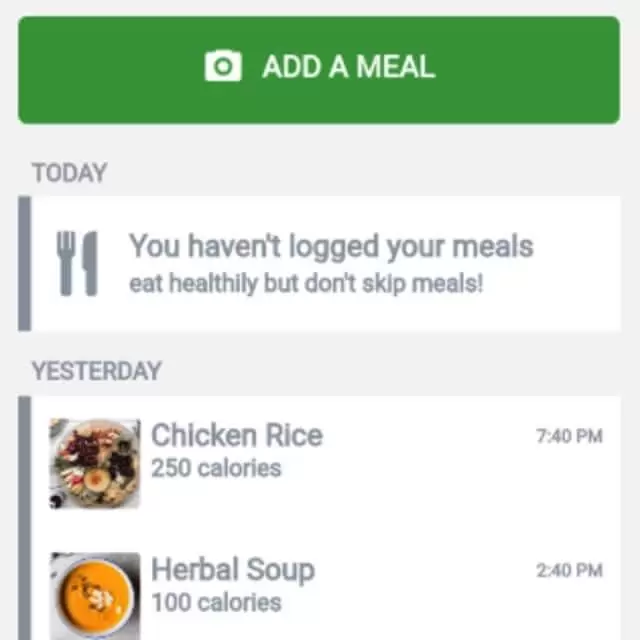 ADD A MEAL
TODAY
You haven't logged your meals
eat healthily but don't skip meals!
YESTERDAY
Chicken Rice
7:40 PM
250 calories
Herbal Soup
2:40 PM
100 calories